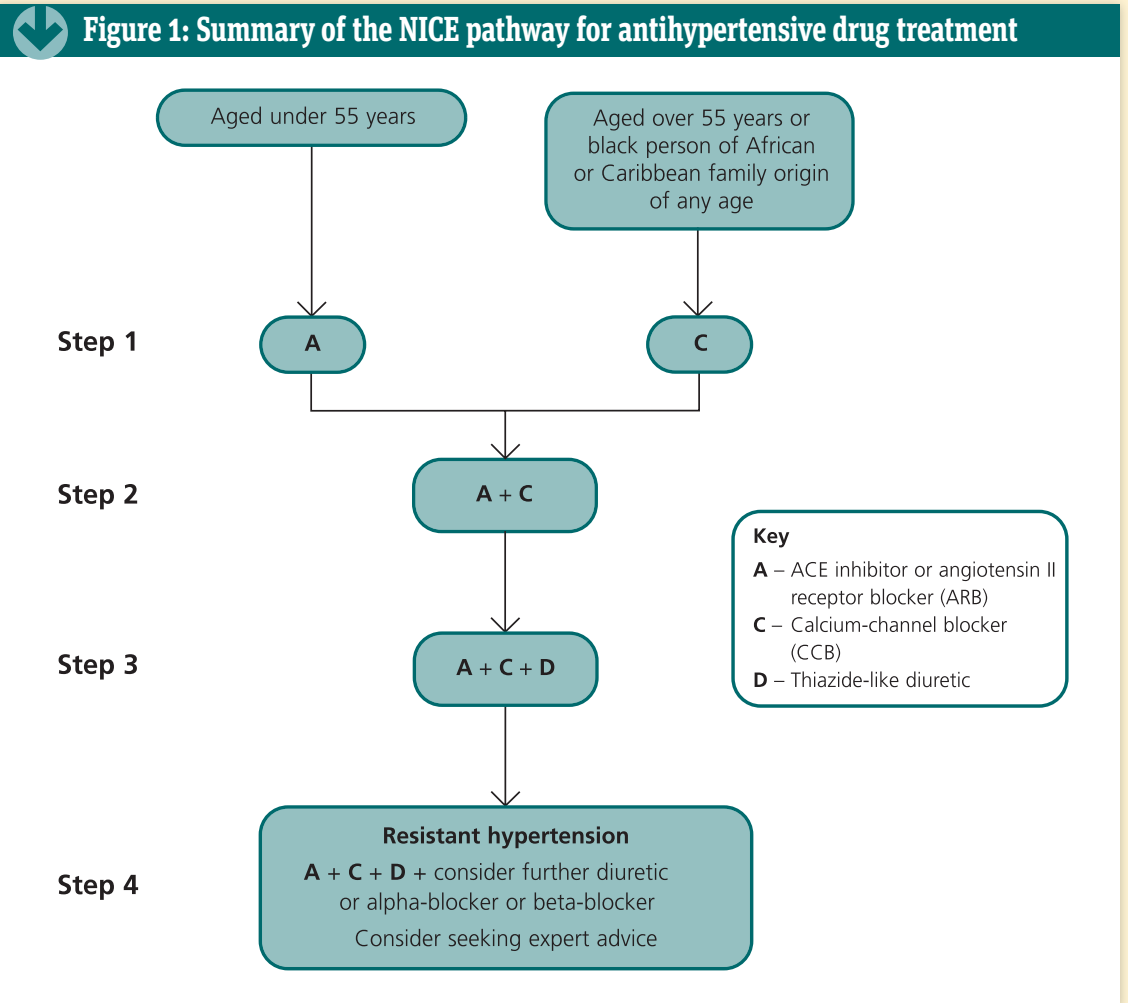 Figure 1: Summary of the NICE pathway for antihypertensive drug treatment
Aged under 55 years
Aged over 55 years or
black person of African
or Caribbean family origin
of any age
Step 1
A
C
Step 2
A + C
Key
A – ACE inhibitor or angiotensin II
receptor blocker (ARB)
C – Calcium-channel blocker
(CCB)
D – Thiazide-like diuretic
Step 3
A + C + D
Step 4
Resistant hypertension
A + C + D + consider further diuretic
or alpha-blocker or beta-blocker
Consider seeking expert advice